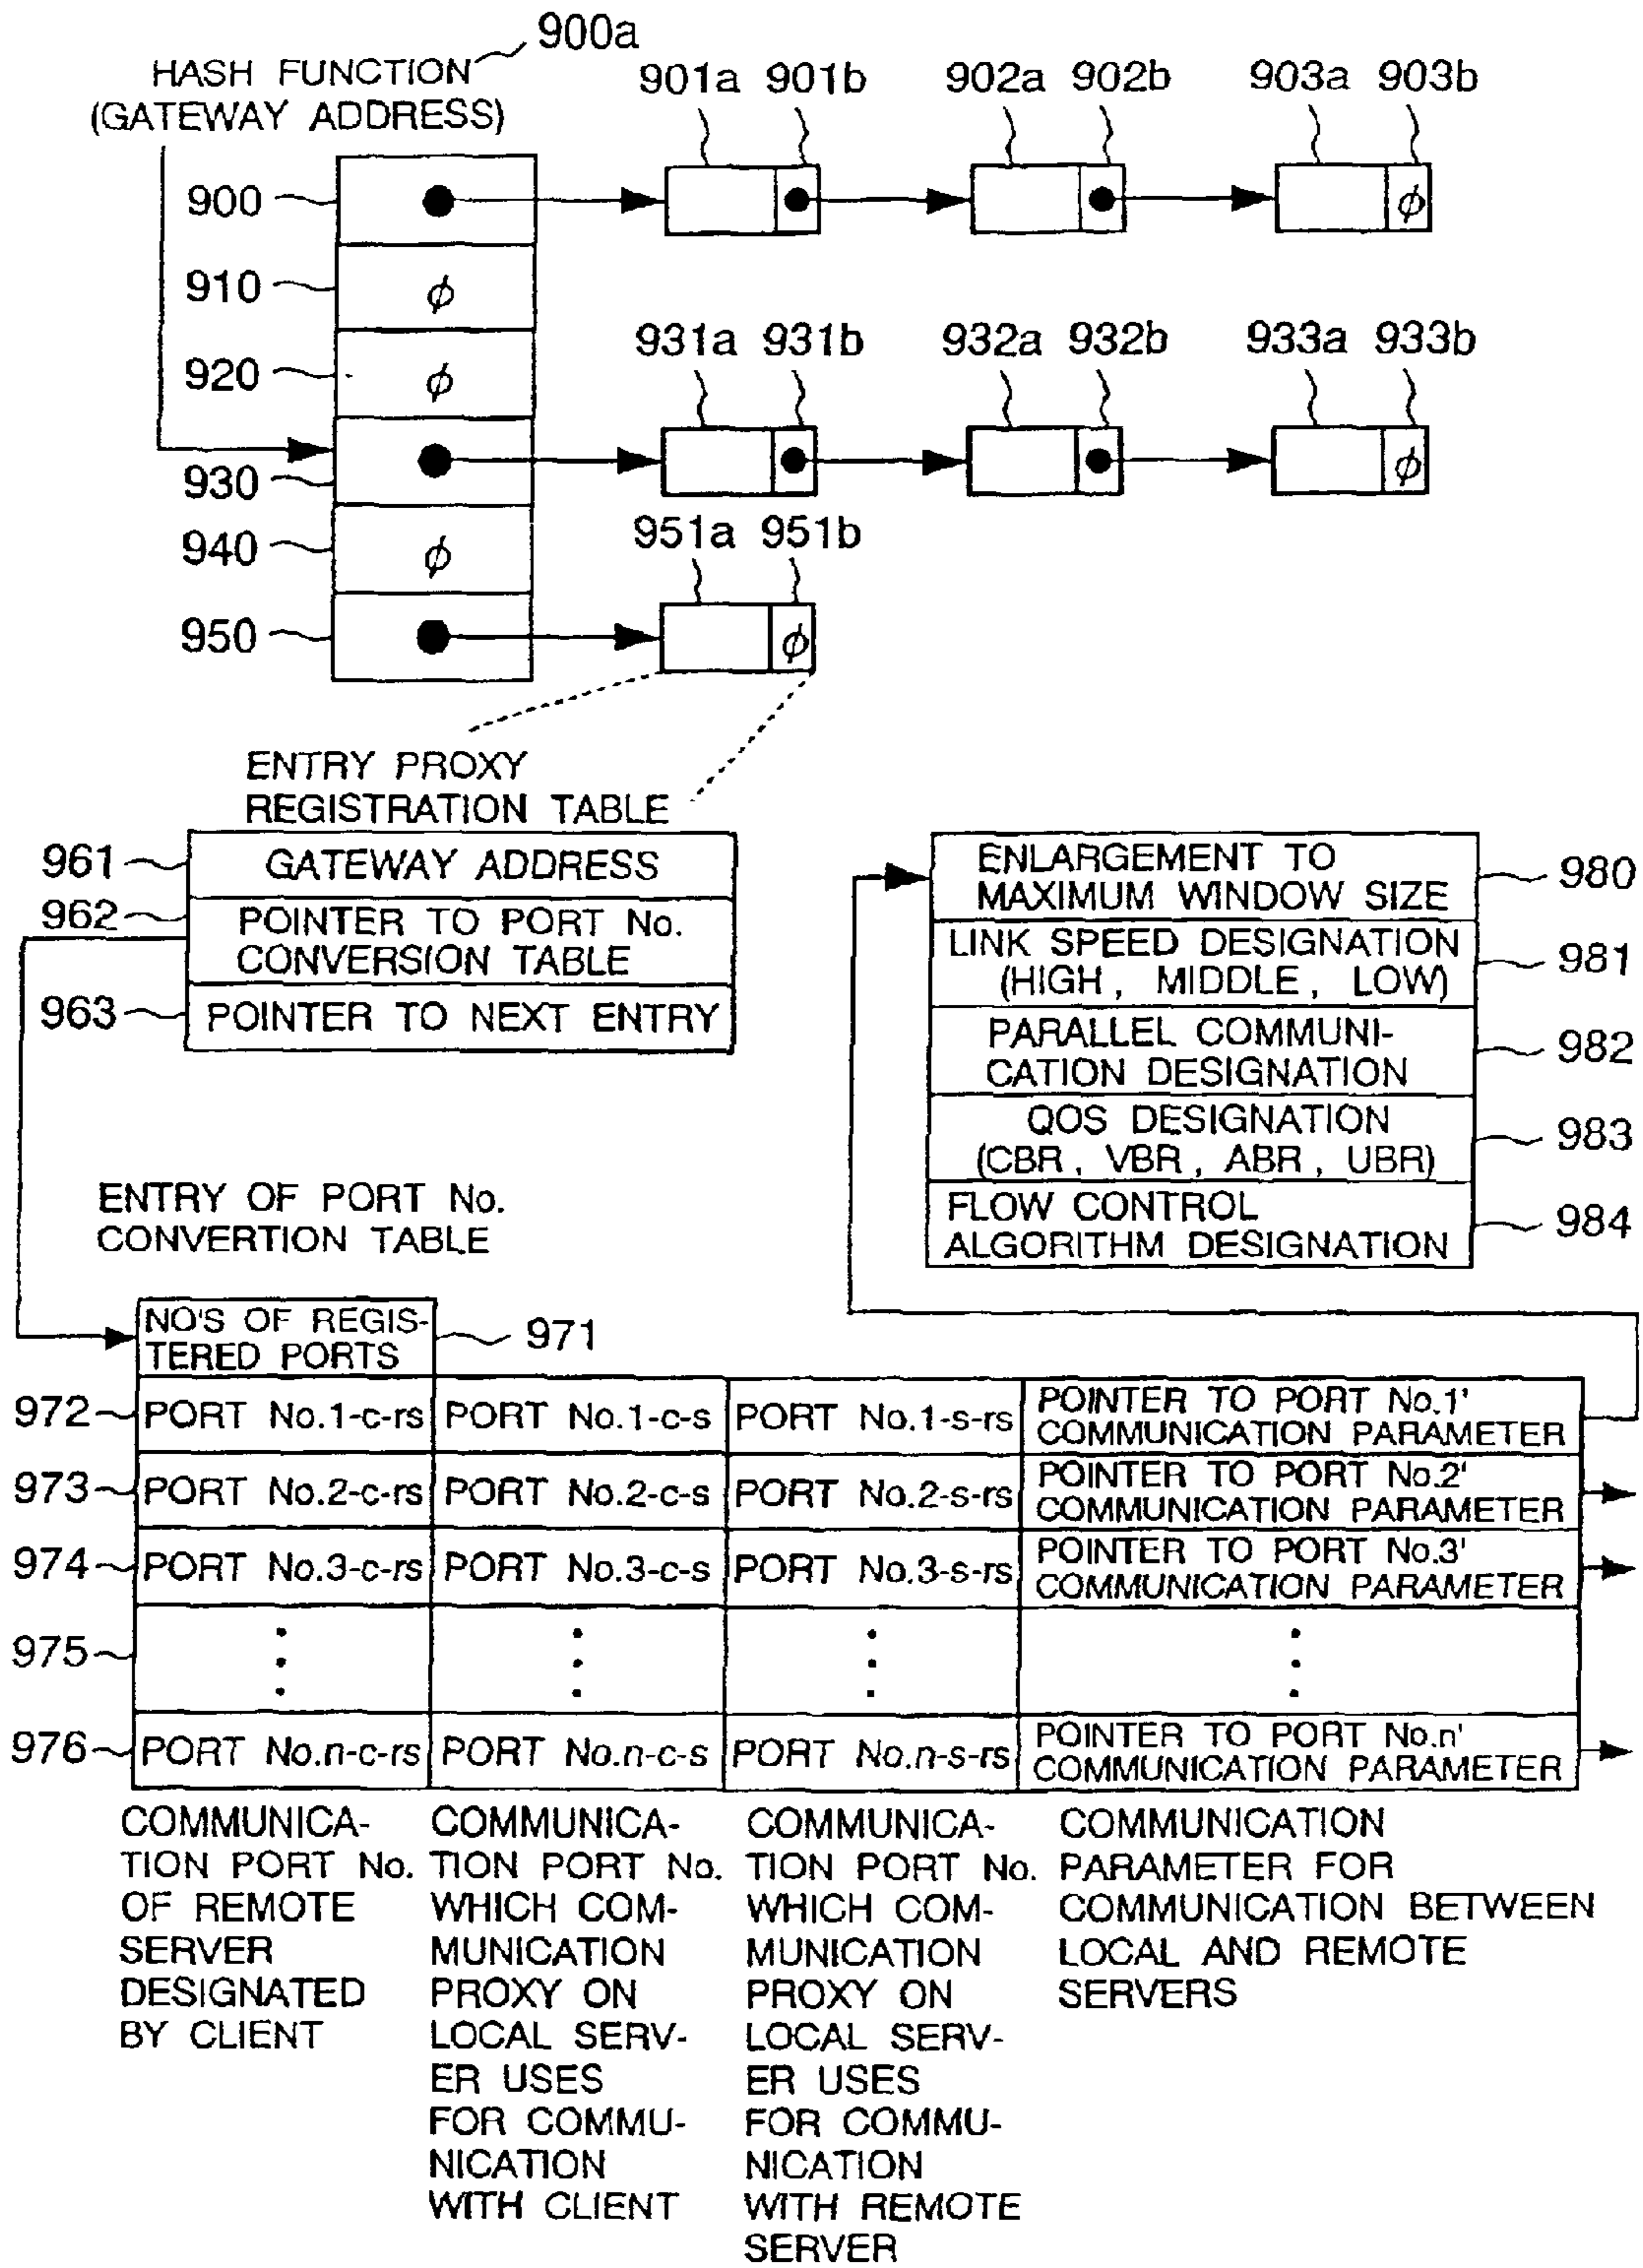 900a
HASH FUNCTION
(GATEWAY ADDRESS)
901a 901b 902a 902b 903a 903b
900
ϕ
910
ϕ
920
ϕ
931a 931b 932a 932b 933a 933b
930
ϕ
951a 951b
940
ϕ
950
ϕ
ENTRY PROXY
REGISTRATION TABLE
961
GATEWAY ADDRESS
962
POINTER TO PORT No.
CONVERSION TABLE
963
POINTER TO NEXT ENTRY
ENLARGEMENT TO
MAXIMUM WINDOW SIZE
980
LINK SPEED DESIGNATION
(HIGH, MIDDLE, LOW)
981
PARALLEL COMMUNI-
CATION DESIGNATION
982
QOS DESIGNATION
(CBR, VBR, ABR, UBR)
983
FLOW CONTROL
ALGORITHM DESIGNATION
984
ENTRY OF PORT No.
CONVERTION TABLE
NO'S OF REGIS-
TERED PORTS
971
972
PORT No.1-c-rs
PORT No.1-c-s
PORT No.1-s-rs
POINTER TO PORT No.1'
COMMUNICATION PARAMETER
973
PORT No.2-c-rs
PORT No.2-c-s
PORT No.2-s-rs
POINTER TO PORT No.2'
COMMUNICATION PARAMETER
974
PORT No.3-c-rs
PORT No.3-c-s
PORT No.3-s-rs
POINTER TO PORT No.3'
COMMUNICATION PARAMETER
975
976
PORT No.n-c-rs
PORT No.n-c-s
PORT No.n-s-rs
POINTER TO PORT No.n'
COMMUNICATION PARAMETER
COMMUNICA-
TION PORT No.
OF REMOTE
SERVER
DESIGNATED
BY CLIENT
COMMUNICA-
TION PORT No.
WHICH COM-
MUNICATION
PROXY ON
LOCAL SERV-
ER USES
FOR COMMU-
NICATION
WITH CLIENT
COMMUNICA-
TION PORT No.
WHICH COM-
MUNICATION
PROXY ON
LOCAL SERV-
ER USES
FOR COMMU-
NICATION
WITH REMOTE
SERVER
COMMUNICATION
PARAMETER FOR
COMMUNICATION BETWEEN
LOCAL AND REMOTE
SERVERS